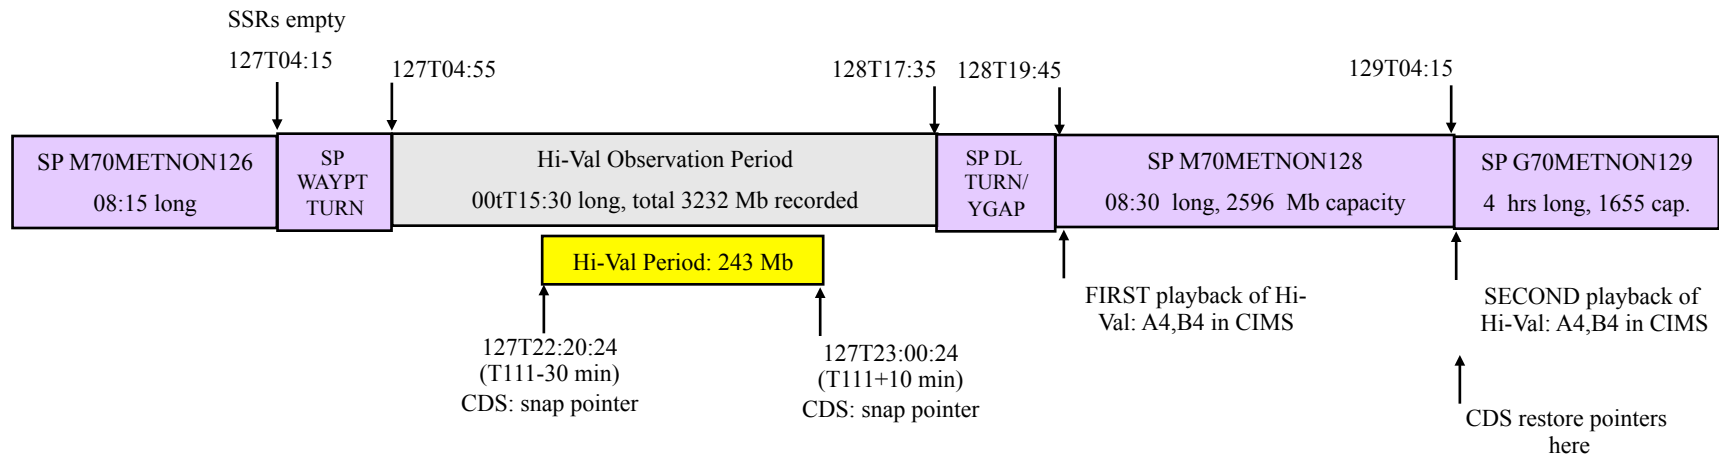 SSRs empty
127T04:15
127T04:55
128T17:35
128T19:45
129T04:15
SP M70METNON126
08:15 long
SP
WAYPT
TURN
Hi-Val Observation Period
00tT15:30 long, total 3232 Mb recorded
SP DL
TURN/
YGAP
SP M70METNON128
08:30 long, 2596 Mb capacity
SP G70METNON129
4 hrs long, 1655 cap.
Hi-Val Period: 243 Mb
127T22:20:24
(T111-30 min)
CDS: snap pointer
127T23:00:24
(T111+10 min)
CDS: snap pointer
FIRST playback of Hi-
Val: A4,B4 in CIMS
SECOND playback of
Hi-Val: A4,B4 in CIMS
CDS restore pointers
here